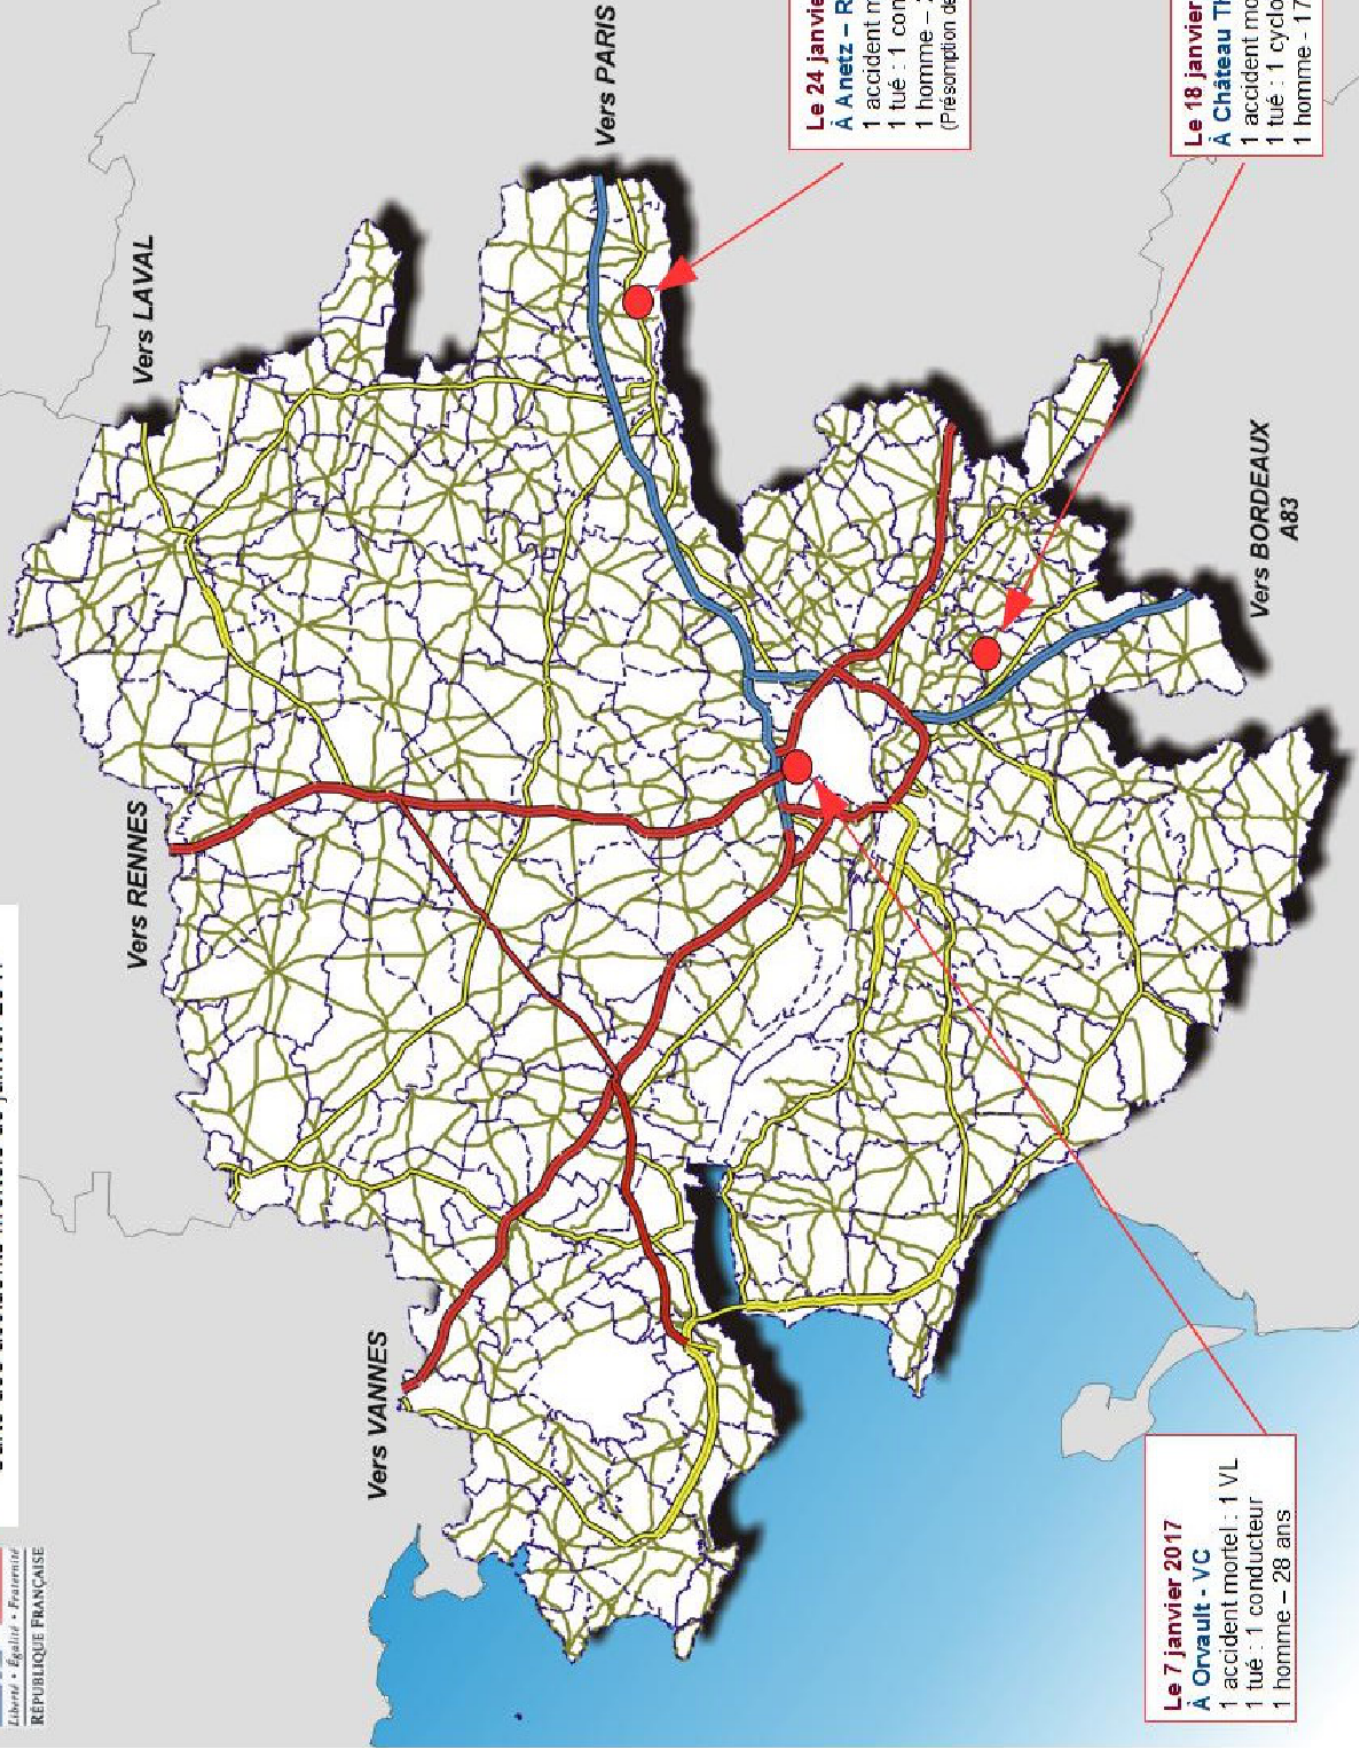 Liberté • Égalité • Fraternité
RÉPUBLIQUE FRANÇAISE
Vers VANNES
Vers RENNES
Vers LAVAL
Vers PARIS
Vers BORDEAUX
A83
Le 7 janvier 2017
À Orvault - VC
1 accident mortel : 1 VL
1 tué : 1 conducteur
1 homme – 28 ans
Le 24 janvie
À Anetz – R
1 accident m
1 tué : 1 con
1 homme –
(Présomption de
Le 18 janvier
À Château Th
1 accident mo
1 tué : 1 cyclo
1 homme - 17